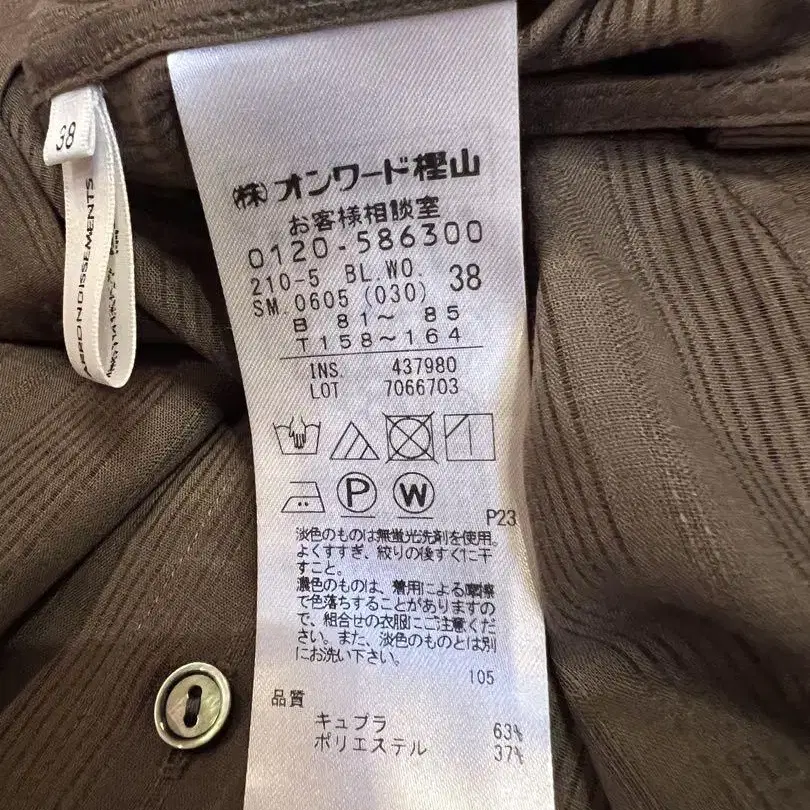 38
ARRONDISSEMENTS
㈱オンワード樫山
お客様相談室
0120-586300
210-5 BL.WO.
SM.0605 (030) 38
B 81～ 85
T 158～164
INS. 437980
LOT 7066703
P
W
P23
淡色のものは無蛍光洗剤を使用。
よくすすぎ、絞りの後すぐに干
すこと。
濃色のものは、着用による摩擦
で色落ちすることがありますの
で、組合せの衣服にご注意くだ
さい。また、淡色のものとは別
にお洗い下さい。
105
品質
キュプラ 63%
ポリエステル 37%